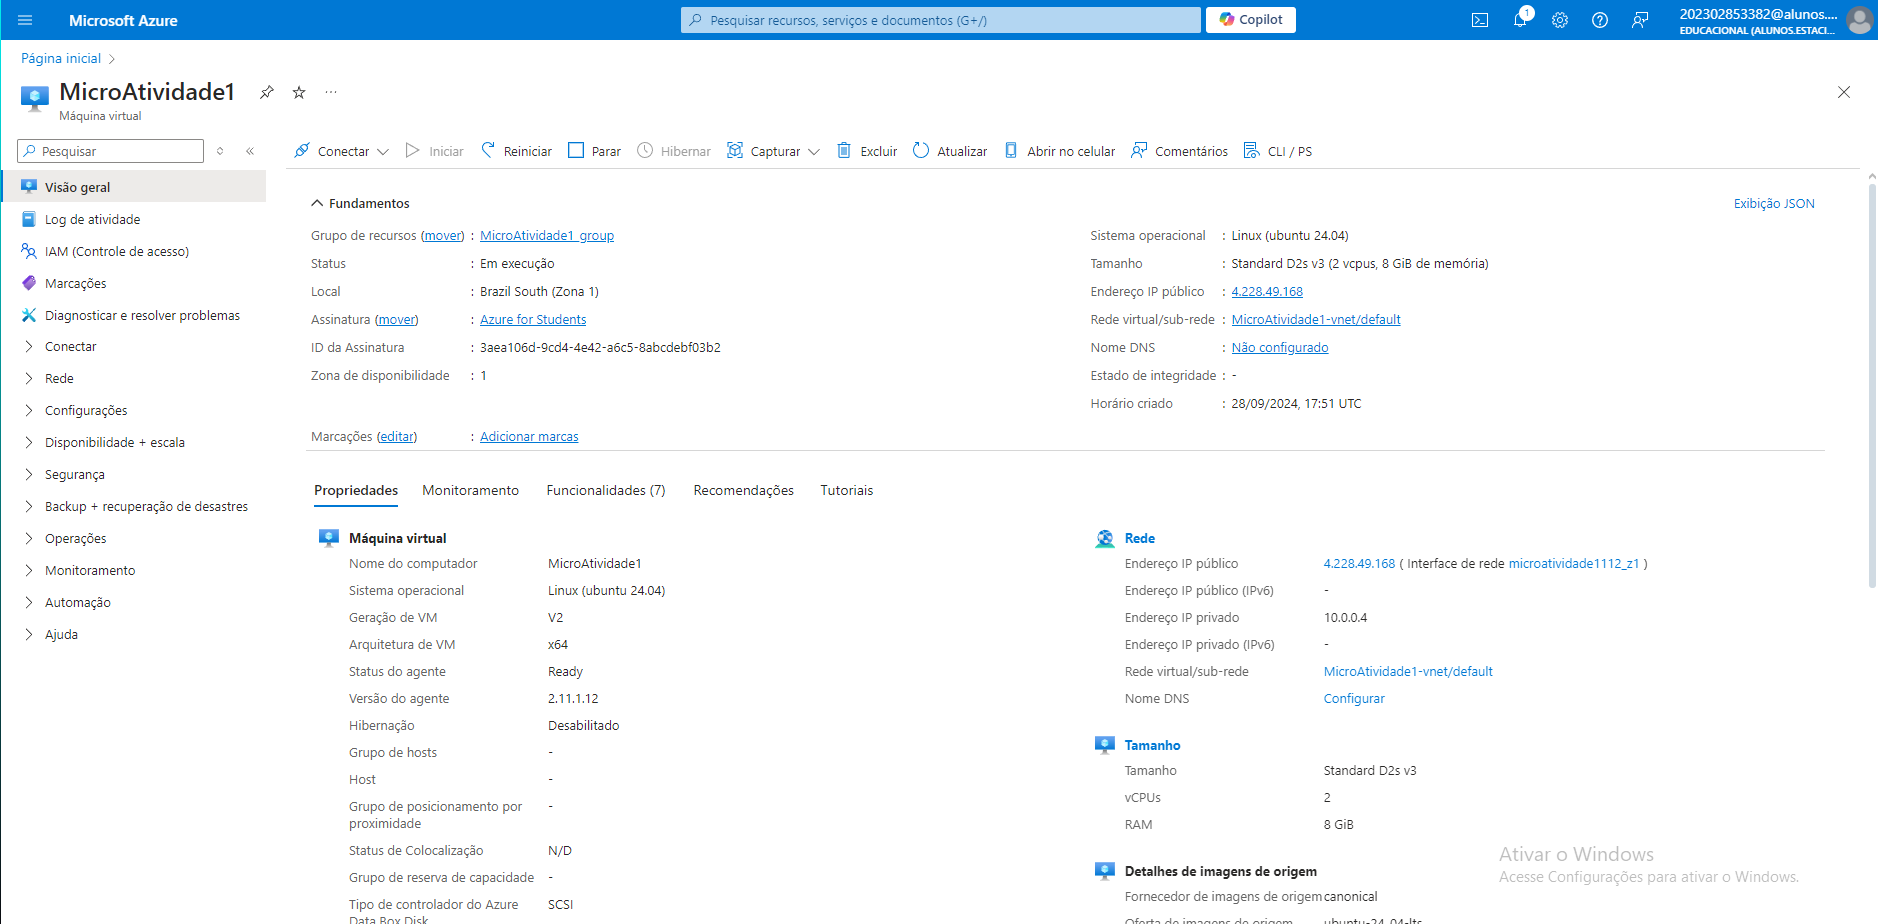 Microsoft Azure
Pesquisar recursos, serviços e documentos (G+/)
Copilot
1
202302853382@alunos....
EDUCACIONAL (ALUNOS.ESTACI...
Página inicial
MicroAtividade1
...
Máquina virtual
Pesquisar
Conectar
Iniciar
Reiniciar
Parar
Hibernar
Capturar
Excluir
Atualizar
Abrir no celular
Comentários
CLI / PS
Visão geral
Log de atividade
IAM (Controle de acesso)
Marcações
Diagnosticar e resolver problemas
Conectar
Rede
Configurações
Disponibilidade + escala
Segurança
Backup + recuperação de desastres
Operações
Monitoramento
Automação
Ajuda
Fundamentos
Exibição JSON
Grupo de recursos (mover) : MicroAtividade1_group
Status : Em execução
Local : Brazil South (Zona 1)
Assinatura (mover) : Azure for Students
ID da Assinatura : 3aea106d-9cd4-4e42-a6c5-8abcdebf03b2
Zona de disponibilidade : 1
Sistema operacional : Linux (ubuntu 24.04)
Tamanho : Standard D2s v3 (2 vcpus, 8 GiB de memória)
Endereço IP público : 4.228.49.168
Rede virtual/sub-rede : MicroAtividade1-vnet/default
Nome DNS : Não configurado
Estado de integridade : -
Horário criado : 28/09/2024, 17:51 UTC
Marcações (editar) : Adicionar marcas
Propriedades
Monitoramento
Funcionalidades (7)
Recomendações
Tutoriais
Máquina virtual
Nome do computador MicroAtividade1
Sistema operacional Linux (ubuntu 24.04)
Geração de VM V2
Arquitetura de VM x64
Status do agente Ready
Versão do agente 2.11.1.12
Hibernação Desabilitado
Grupo de hosts -
Host -
Grupo de posicionamento por -
proximidade
Status de Colocalização N/D
Grupo de reserva de capacidade -
Tipo de controlador do Azure SCSI
Data Box Disk
Rede
Endereço IP público 4.228.49.168 ( Interface de rede microatividade1112_z1 )
Endereço IP público (IPv6) -
Endereço IP privado 10.0.0.4
Endereço IP privado (IPv6) -
Rede virtual/sub-rede MicroAtividade1-vnet/default
Nome DNS Configurar
Tamanho
Tamanho Standard D2s v3
vCPUs 2
RAM 8 GiB
Detalhes de imagens de origem
Fornecedor de imagens de origem canonical
Oferta de imagens de origem ubuntu-24_04-lts
Ativar o Windows
Acesse Configurações para ativar o Windows.